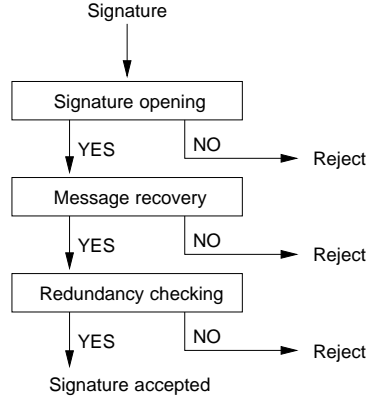 Signature
Signature opening
YES
NO
Reject
Message recovery
YES
NO
Reject
Redundancy checking
YES
NO
Reject
Signature accepted